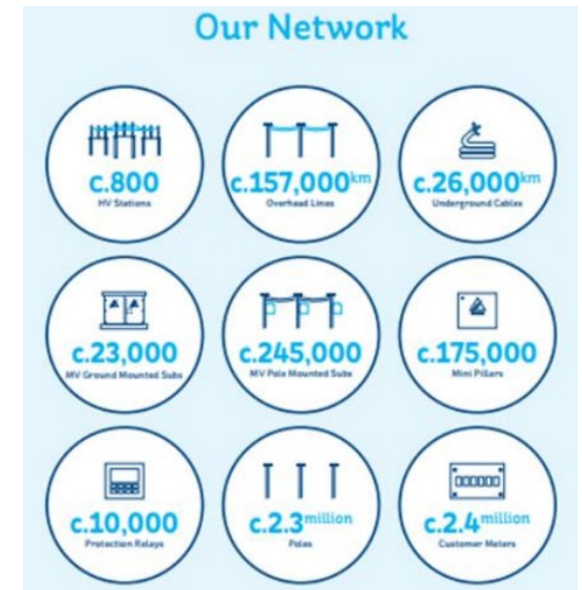 Our Network
c.800
HV Stations
c.157,000km
Overhead Lines
c.26,000km
Underground Cables
c.23,000
MV Ground Mounted Subs
c.245,000
MV Pole Mounted Subs
c.175,000
Mini Pillars
c.10,000
Protection Relays
c.2.3million
Poles
c.2.4million
Customer Meters